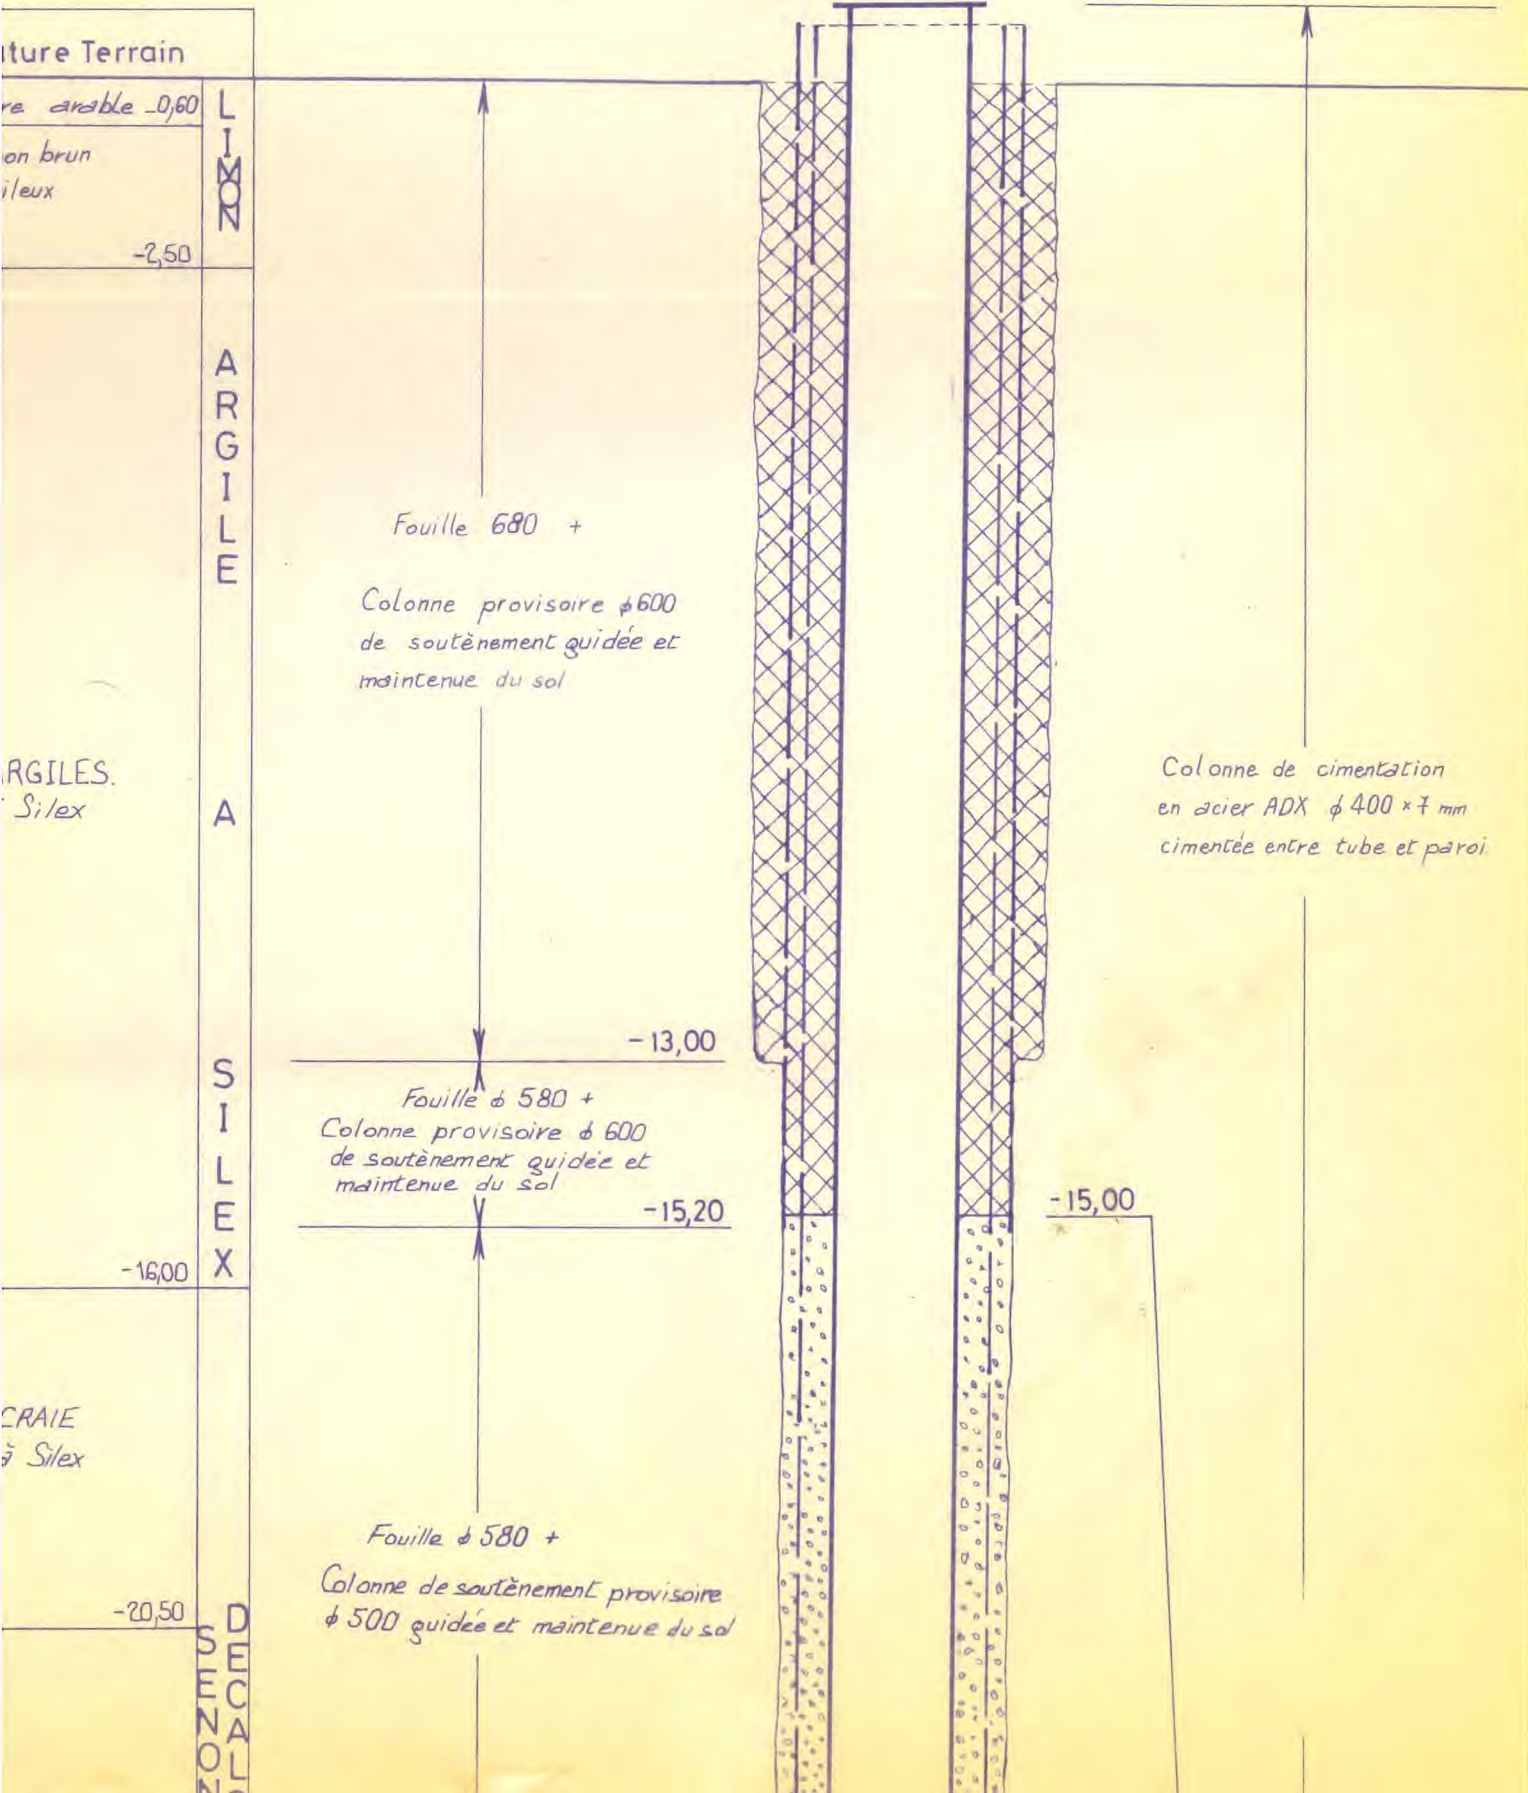 ture Terrain
re arable -0,60
on brun
ileux
-2,50
LIMON
ARGILE
A
SILEX
RGILES.
Silex
-16,00
CRAIE
à Silex
-20,50
Fouille 680 +
Colonne provisoire ϕ600
de soutènement guidée et
maintenue du sol
-13,00
Fouille ϕ 580 +
Colonne provisoire ϕ 600
de soutènement guidée et
maintenue du sol
-15,20
Fouille ϕ 580 +
Colonne de soutènement provisoire
ϕ 500 guidée et maintenue du sol
Colonne de cimentation
en acier ADX ϕ 400 × 7 mm
cimentée entre tube et paroi.
-15,00
SENON
DECAL